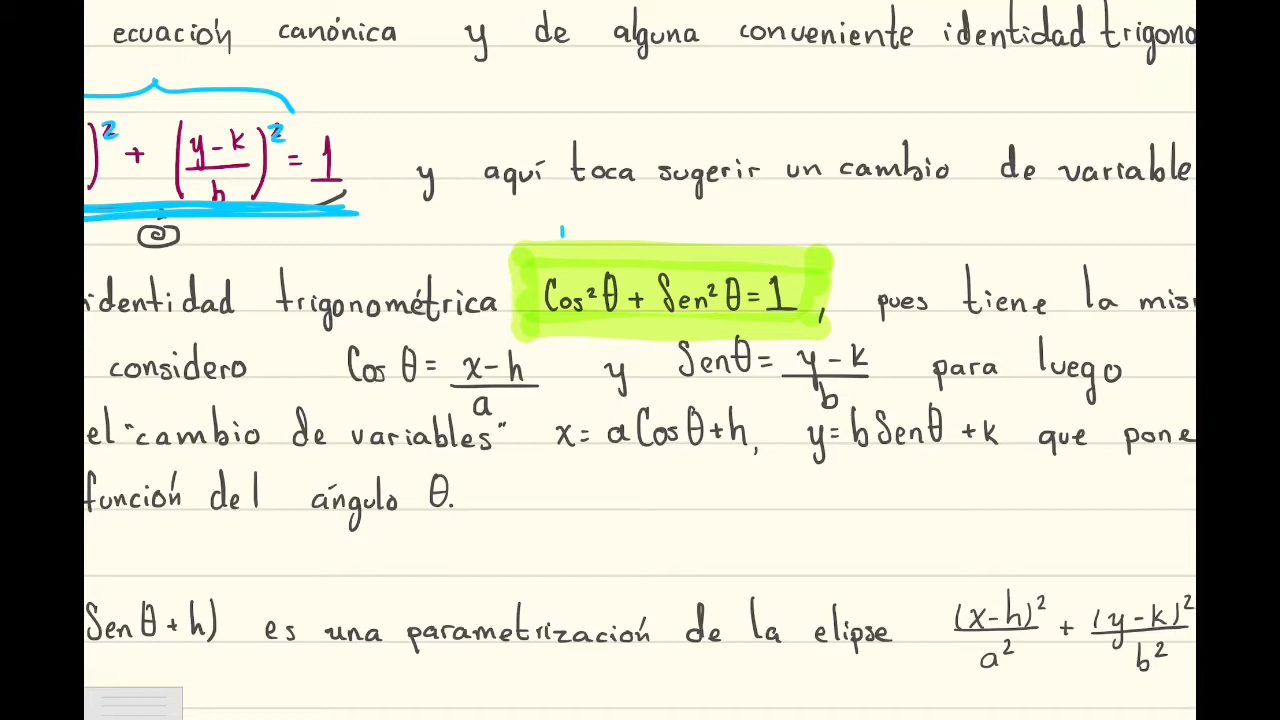 ecuación canónica y de alguna conveniente identidad trigono
)² + ((y-k)/b)² = 1 y aquí toca sugerir un cambio de variable
identidad trigonométrica Cos²θ + Sen²θ = 1, pues tiene la mis
considero Cos θ = (x-h)/a y Senθ = (y-k)/b para luego
el "cambio de variables" x = aCosθ+h, y = bSenθ+k que pone
función del ángulo θ.
Senθ+h) es una parametrización de la elipse (x-h)²/a² + (y-k)²/b²